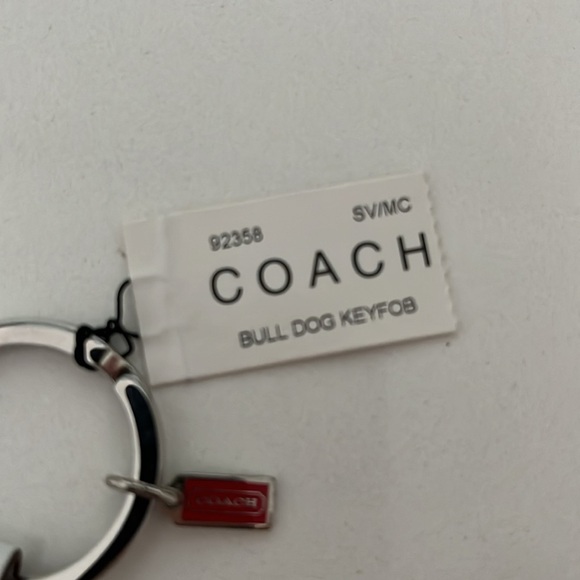 92358 SV/MC
COACH
BULL DOG KEYFOB
COACH